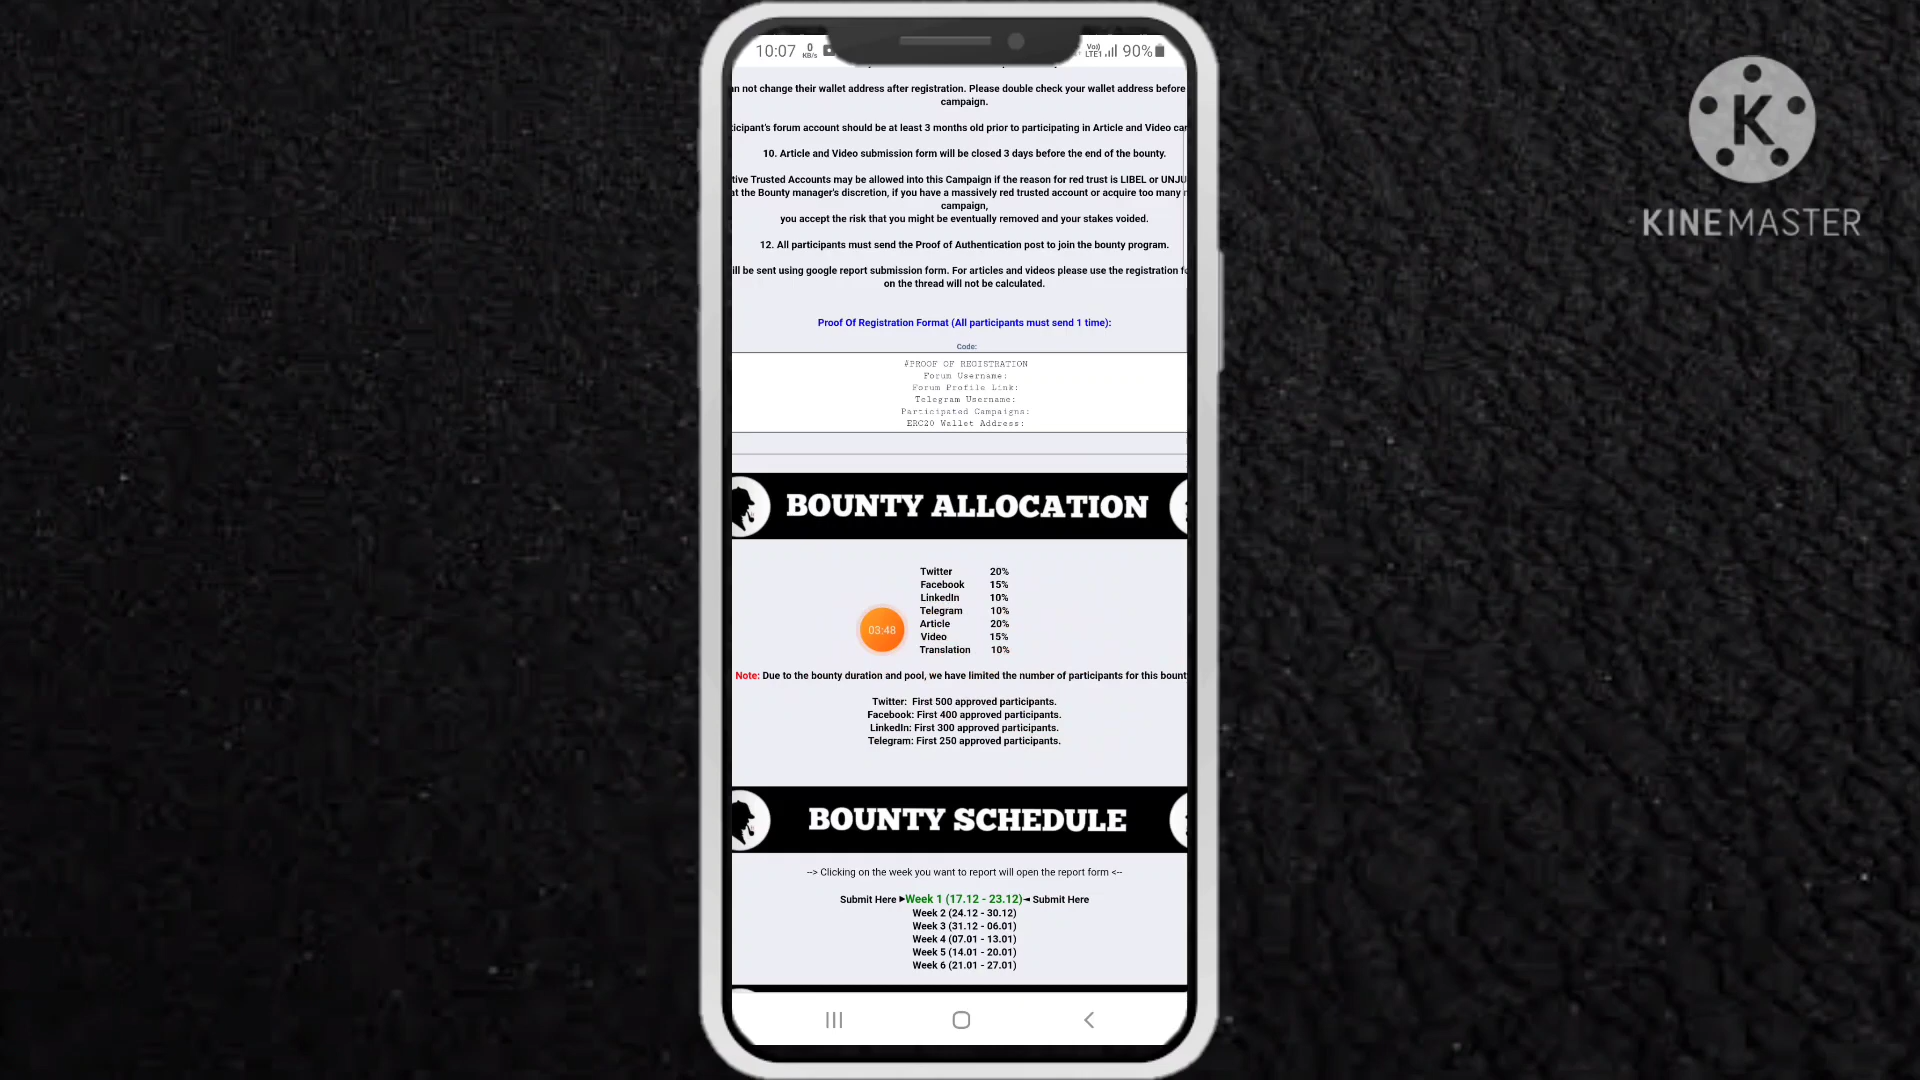 10:07 0 KB/s Vo) LTE1 90%
not change their wallet address after registration. Please double check your wallet address before
campaign.
forum account should be at least 3 months old prior to participating in Article and Video
10. Article and Video submission form will be closed 3 days before the end of the bounty.
Trusted Accounts may be allowed into this Campaign if the reason for red trust is LIBEL or
at the Bounty manager's discretion, if you have a massively red trusted account or acquire too many
campaign,
you accept the risk that you might be eventually removed and your stakes voided.
12. All participants must send the Proof of Authentication post to join the bounty program.
be sent using google report submission form. For articles and videos please use the registration
on the thread will not be calculated.
Proof Of Registration Format (All participants must send 1 time):
Code:
#PROOF OF REGISTRATION
Forum Username:
Forum Profile Link:
Telegram Username:
Participated Campaigns:
ERC20 Wallet Address:
BOUNTY ALLOCATION
Twitter 20%
Facebook 15%
LinkedIn 10%
Telegram 10%
Article 20%
Video 15%
Translation 10%
03:48
Note: Due to the bounty duration and pool, we have limited the number of participants for this bount
Twitter: First 500 approved participants.
Facebook: First 400 approved participants.
LinkedIn: First 300 approved participants.
Telegram: First 250 approved participants.
BOUNTY SCHEDULE
--> Clicking on the week you want to report will open the report form <--
Submit Here ►Week 1 (17.12 - 23.12)◄ Submit Here
Week 2 (24.12 - 30.12)
Week 3 (31.12 - 06.01)
Week 4 (07.01 - 13.01)
Week 5 (14.01 - 20.01)
Week 6 (21.01 - 27.01)
K
KINEMASTER